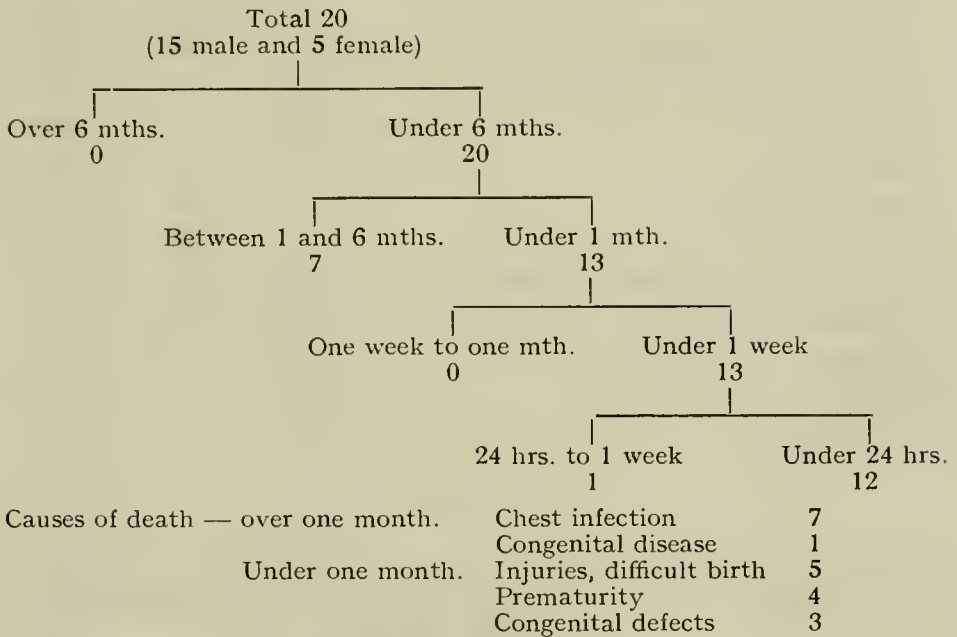 Total 20
(15 male and 5 female)
Over 6 mths. Under 6 mths.
0 20
Between 1 and 6 mths. Under 1 mth.
7 13
One week to one mth. Under 1 week
0 13
24 hrs. to 1 week Under 24 hrs.
1 12
Causes of death — over one month. Chest infection 7
Congenital disease 1
Under one month. Injuries, difficult birth 5
Prematurity 4
Congenital defects 3